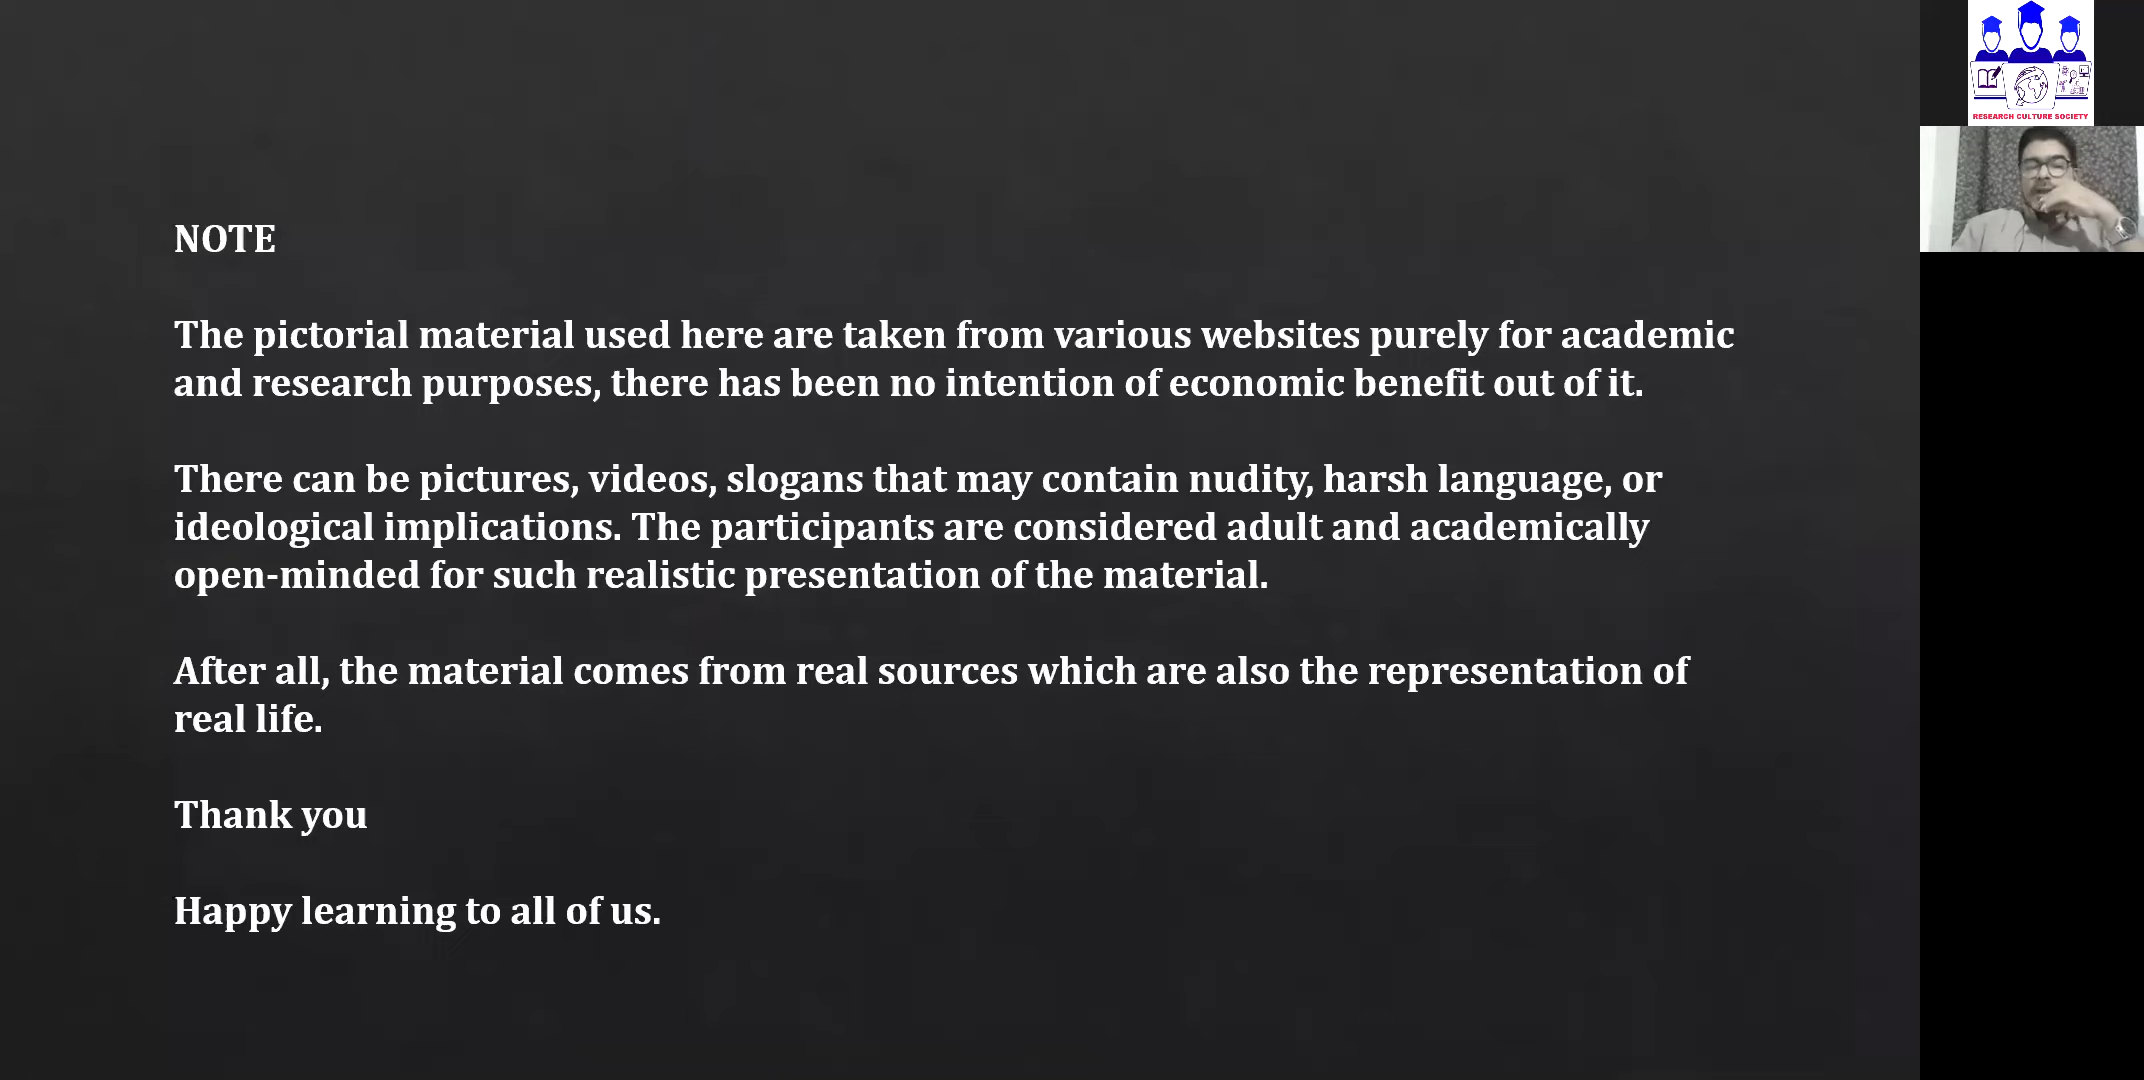 NOTE
The pictorial material used here are taken from various websites purely for academic
and research purposes, there has been no intention of economic benefit out of it.
There can be pictures, videos, slogans that may contain nudity, harsh language, or
ideological implications. The participants are considered adult and academically
open-minded for such realistic presentation of the material.
After all, the material comes from real sources which are also the representation of
real life.
Thank you
Happy learning to all of us.
RESEARCH CULTURE SOCIETY